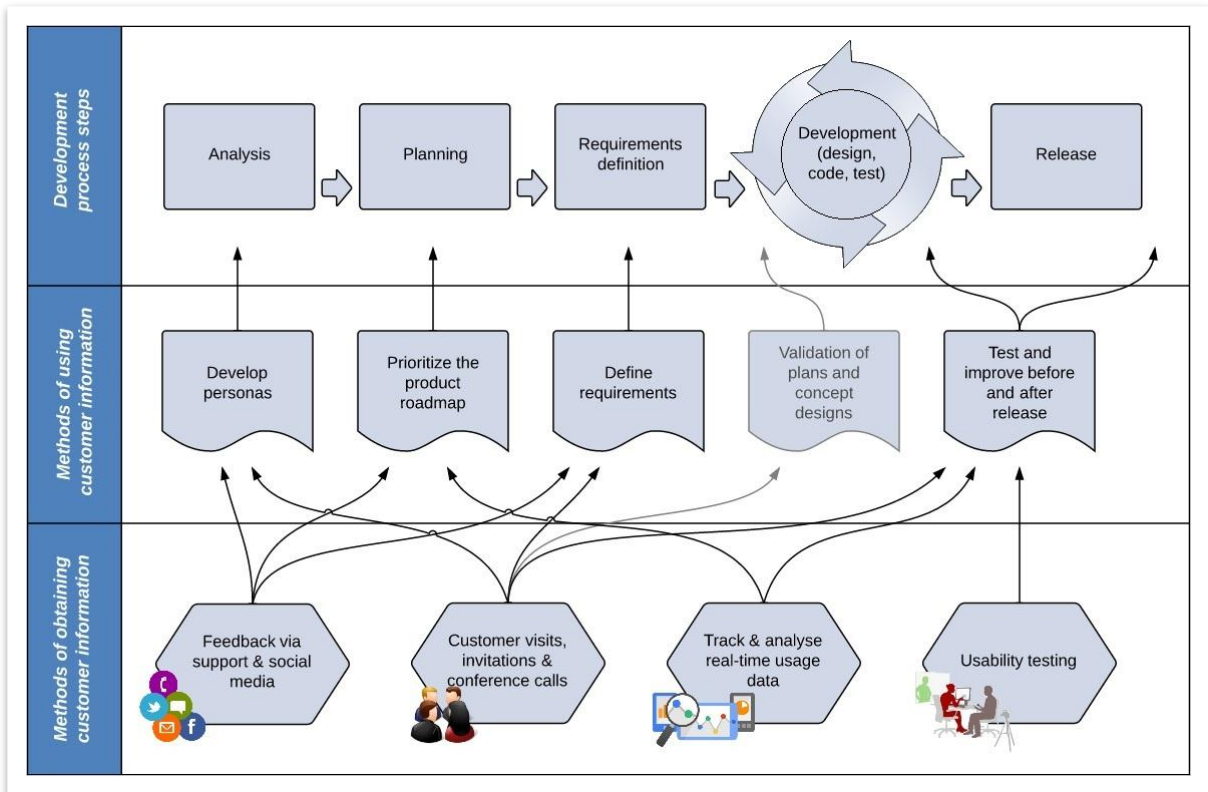 Development
process steps
Analysis
Planning
Requirements
definition
Development
(design,
code, test)
Release
Methods of using
customer information
Develop
personas
Prioritize the
product
roadmap
Define
requirements
Validation of
plans and
concept
designs
Test and
improve before
and after
release
Methods of obtaining
customer information
Feedback via
support & social
media
Customer visits,
invitations &
conference calls
Track & analyse
real-time usage
data
Usability testing